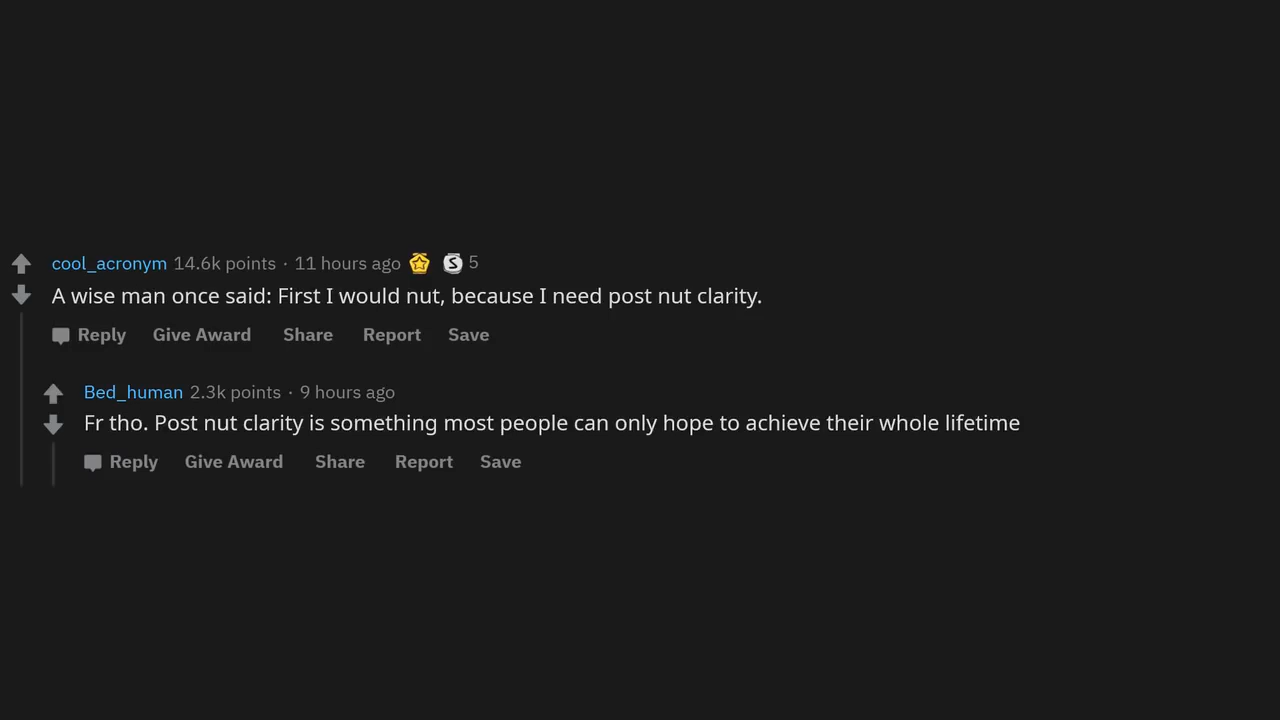 cool_acronym 14.6k points · 11 hours ago S 5
A wise man once said: First I would nut, because I need post nut clarity.
Reply Give Award Share Report Save
Bed_human 2.3k points · 9 hours ago
Fr tho. Post nut clarity is something most people can only hope to achieve their whole lifetime
Reply Give Award Share Report Save